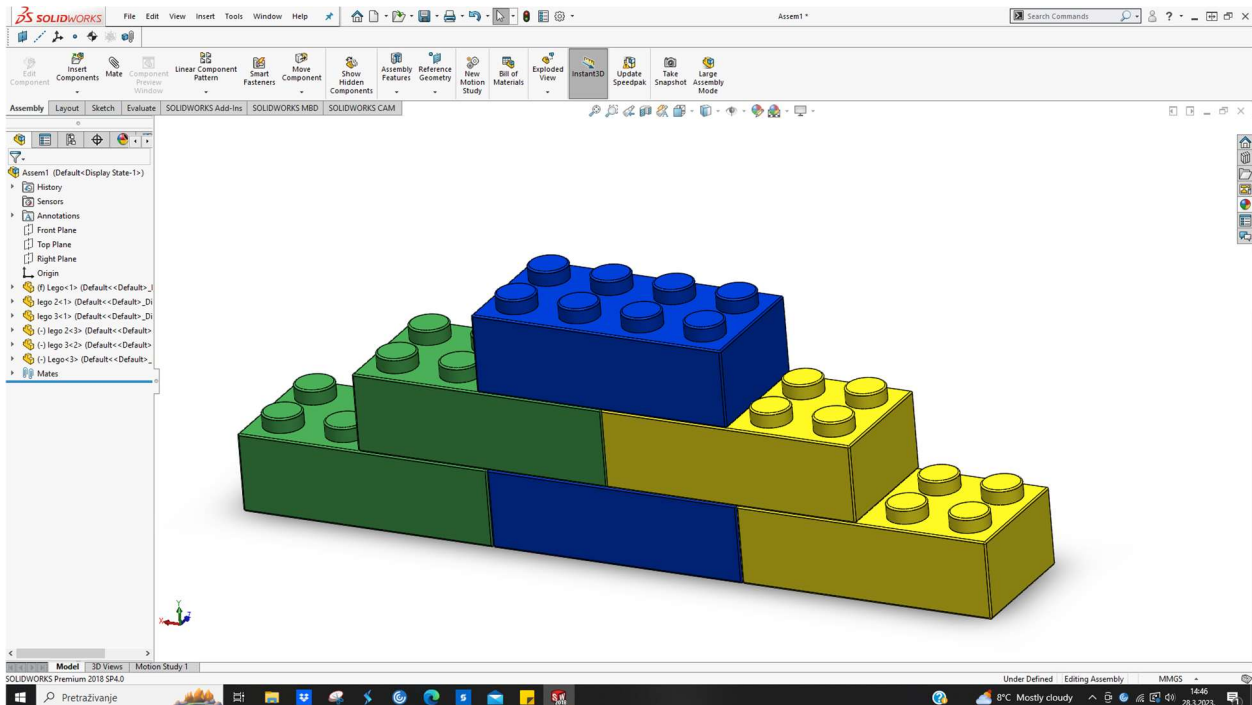 SOLIDWORKS File Edit View Insert Tools Window Help Assem1 * Search Commands
Edit Component
Insert Components
Mate
Component Preview Window
Linear Component Pattern
Smart Fasteners
Move Component
Show Hidden Components
Assembly Features
Reference Geometry
New Motion Study
Bill of Materials
Exploded View
Instant3D
Update Speedpak
Take Snapshot
Large Assembly Mode
Assembly Layout Sketch Evaluate SOLIDWORKS Add-Ins SOLIDWORKS MBD SOLIDWORKS CAM
Assem1 (Default<Display State-1>)
History
Sensors
Annotations
Front Plane
Top Plane
Right Plane
Origin
(f) Lego<1> (Default<<Default>_
lego 2<1> (Default<<Default>_Di
lego 3<1> (Default<<Default>_Di
(-) lego 2<3> (Default<<Default>
(-) lego 3<2> (Default<<Default>
(-) Lego<3> (Default<<Default>_
Mates
Y
X
Z
Model 3D Views Motion Study 1
SOLIDWORKS Premium 2018 SP4.0 Under Defined Editing Assembly MMGS
Pretraživanje 8°C Mostly cloudy 14:46
28.3.2023.